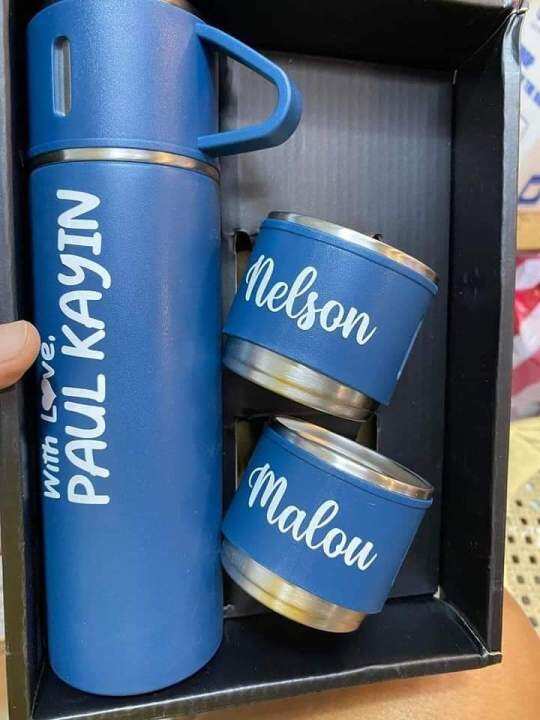 With Love,
PAUL KAYIN
Nelson
Malou